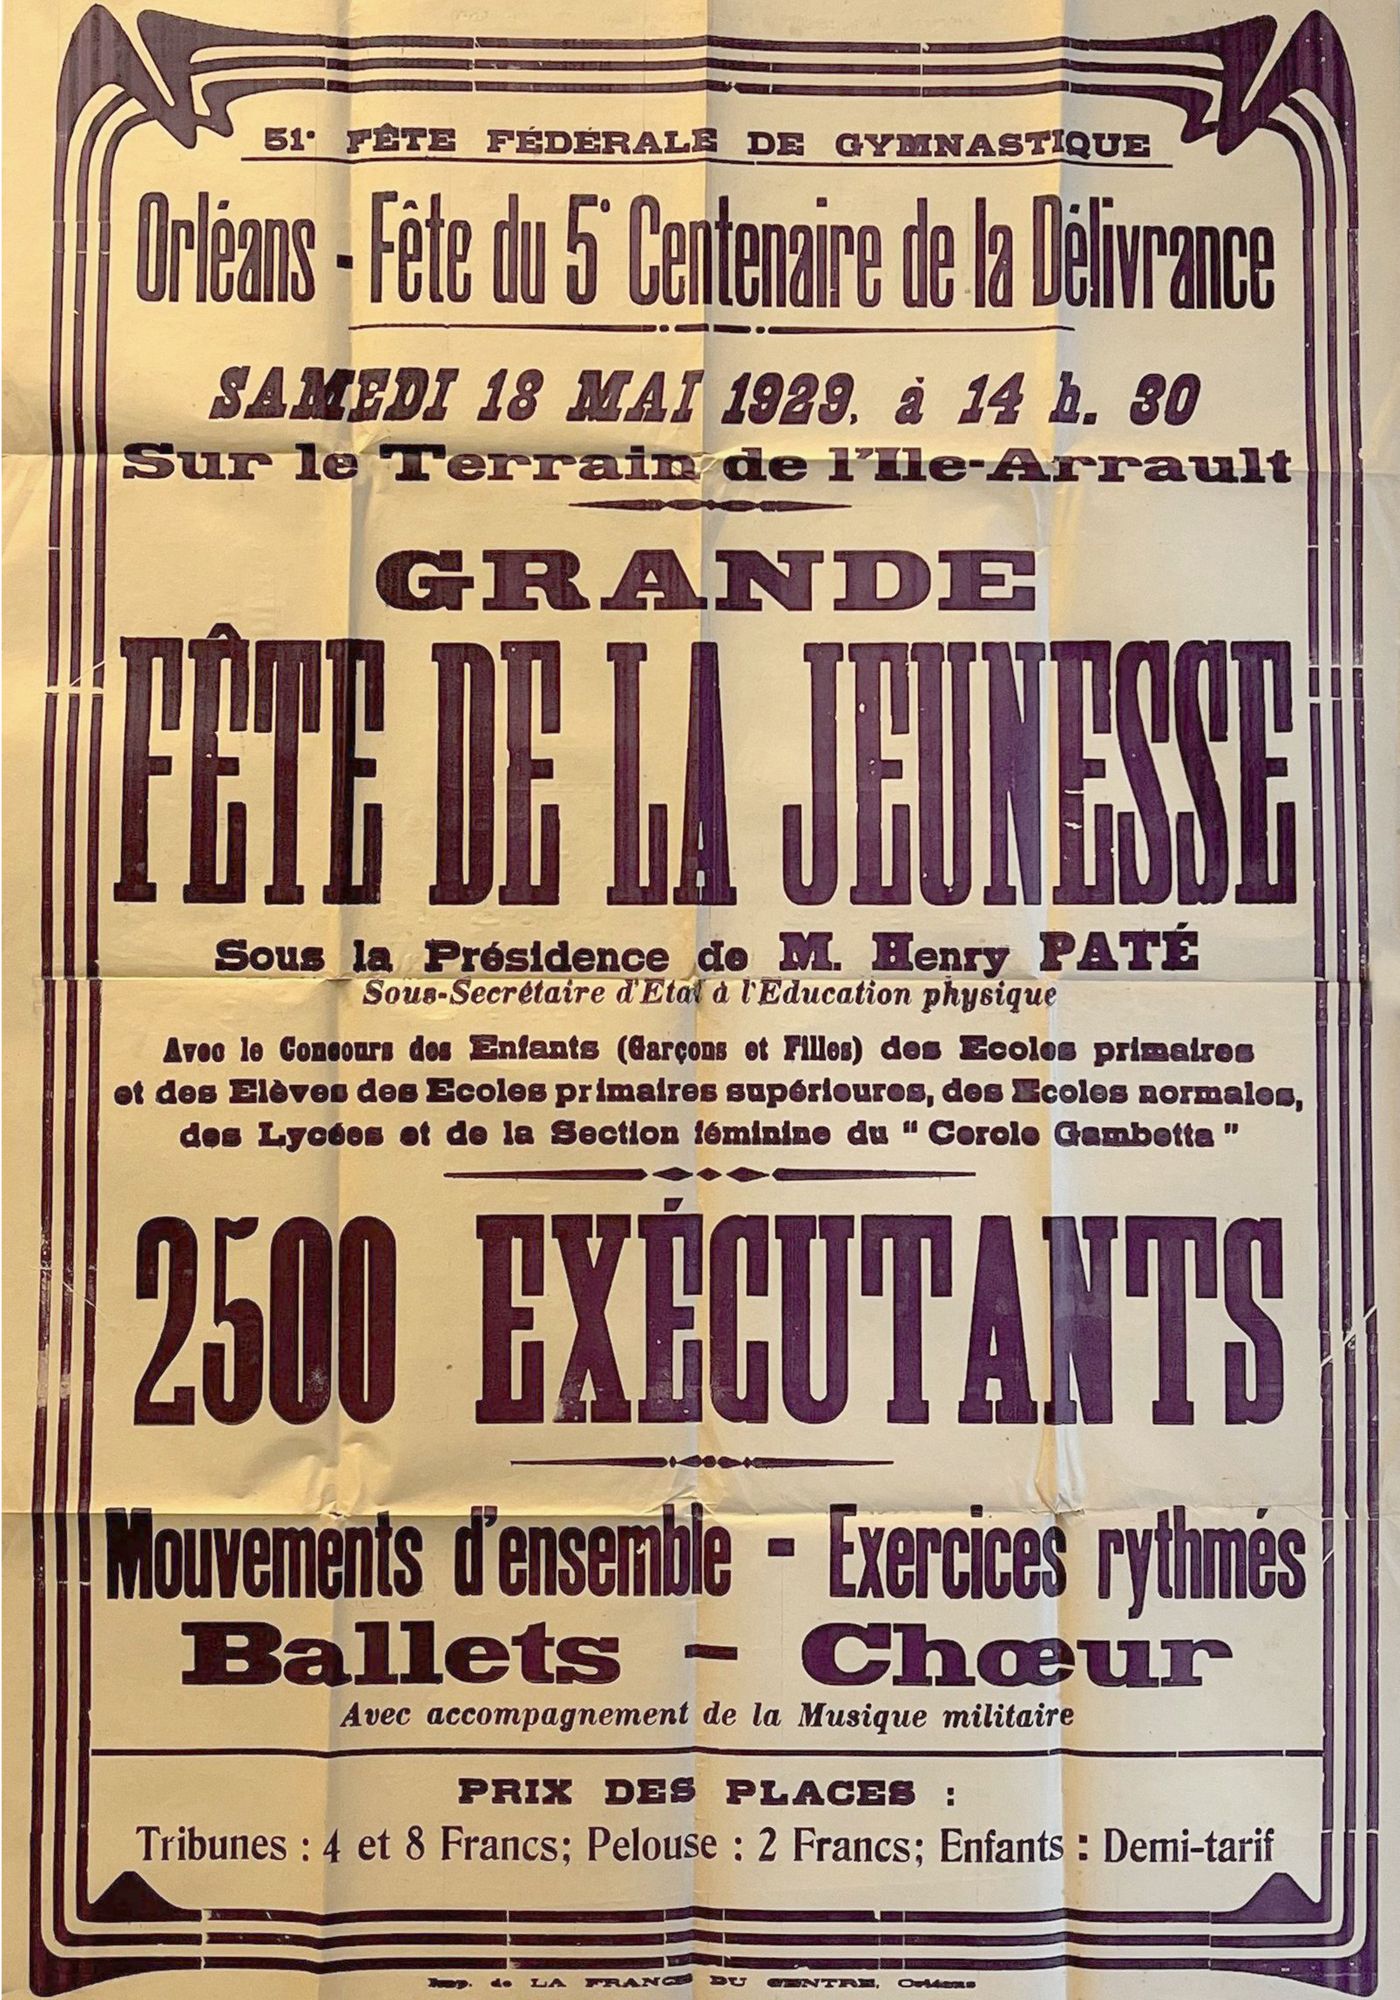 51e FÊTE FÉDÉRALE DE GYMNASTIQUE
Orléans - Fête du 5e Centenaire de la Délivrance
SAMEDI 18 MAI 1929, à 14 h. 30
Sur le Terrain de l'Ile-Arrault
GRANDE
FÊTE DE LA JEUNESSE
Sous la Présidence de M. Henry PATÉ
Sous-Secrétaire d'Etat à l'Education physique
Avec le Concours des Enfants (Garçons et Filles) des Ecoles primaires
et des Elèves des Ecoles primaires supérieures, des Ecoles normales,
des Lycées et de la Section féminine du " Cercle Gambetta "
2500 EXÉCUTANTS
Mouvements d'ensemble - Exercices rythmés
Ballets - Chœur
Avec accompagnement de la Musique militaire
PRIX DES PLACES :
Tribunes : 4 et 8 Francs; Pelouse : 2 Francs; Enfants : Demi-tarif
Imp. de LA FRANCE DU CENTRE, Orléans